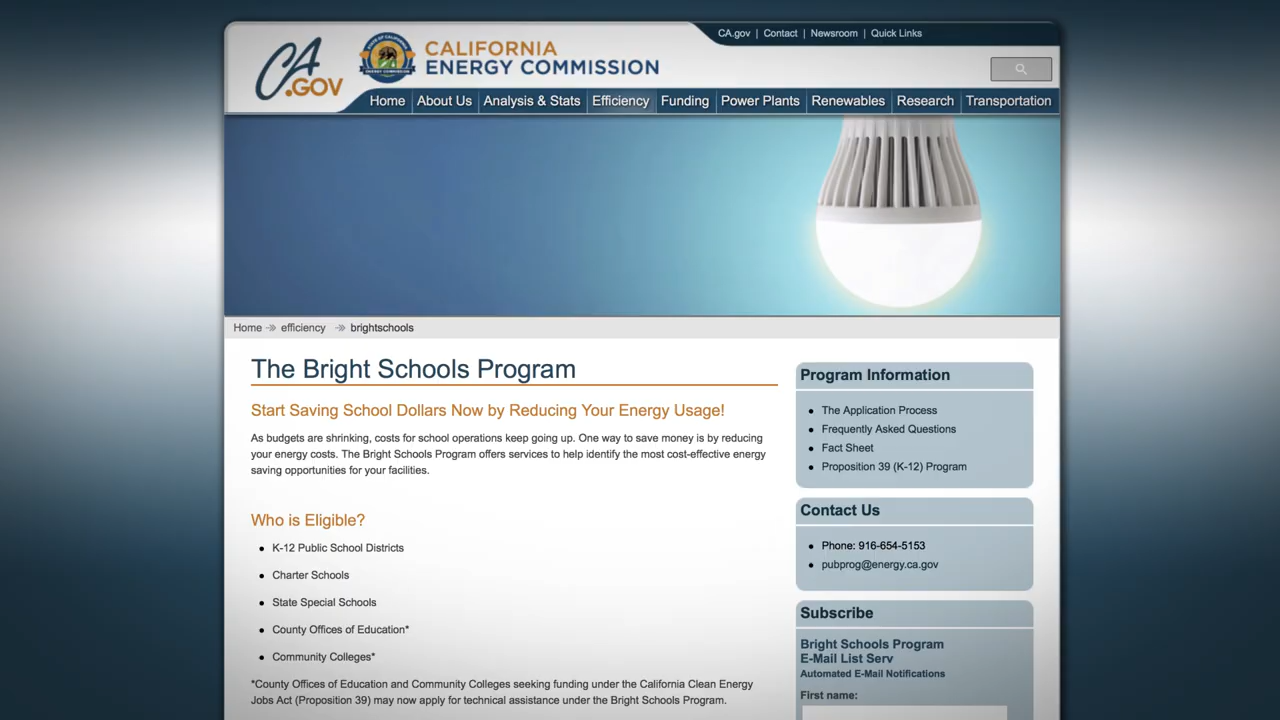 CA.gov | Contact | Newsroom | Quick Links
CA
.GOV
CALIFORNIA
ENERGY COMMISSION
Home About Us Analysis & Stats Efficiency Funding Power Plants Renewables Research Transportation
Home efficiency brightschools
The Bright Schools Program
Start Saving School Dollars Now by Reducing Your Energy Usage!
As budgets are shrinking, costs for school operations keep going up. One way to save money is by reducing
your energy costs. The Bright Schools Program offers services to help identify the most cost-effective energy
saving opportunities for your facilities.
Who is Eligible?
K-12 Public School Districts
Charter Schools
State Special Schools
County Offices of Education*
Community Colleges*
*County Offices of Education and Community Colleges seeking funding under the California Clean Energy
Jobs Act (Proposition 39) may now apply for technical assistance under the Bright Schools Program.
Program Information
The Application Process
Frequently Asked Questions
Fact Sheet
Proposition 39 (K-12) Program
Contact Us
Phone: 916-654-5153
pubprog@energy.ca.gov
Subscribe
Bright Schools Program
E-Mail List Serv
Automated E-Mail Notifications
First name: